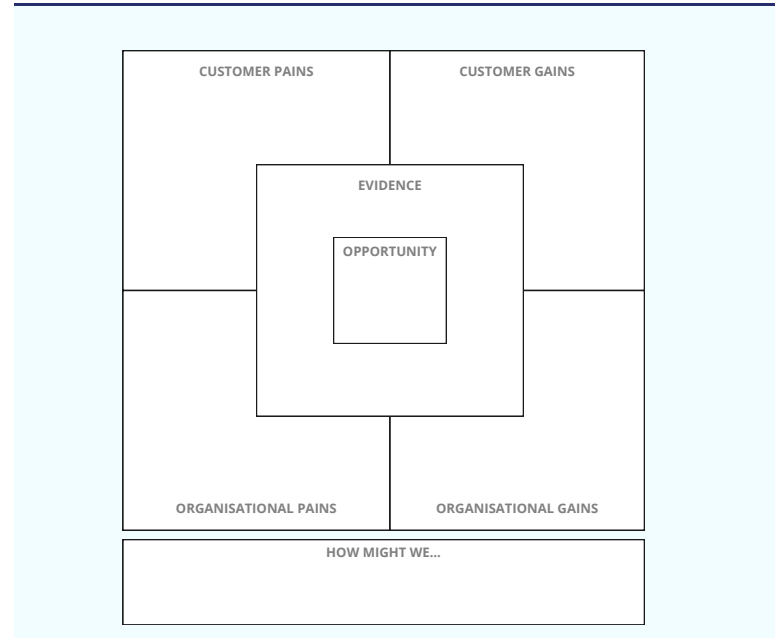 CUSTOMER PAINS
CUSTOMER GAINS
EVIDENCE
OPPORTUNITY
ORGANISATIONAL PAINS
ORGANISATIONAL GAINS
HOW MIGHT WE...